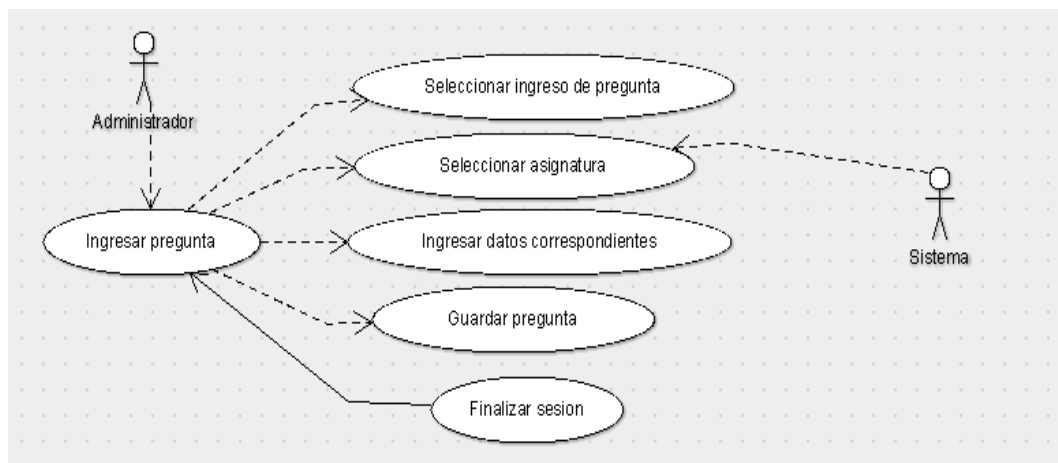 Seleccionar ingreso de pregunta
Administrador
Seleccionar asignatura
Ingresar pregunta
Ingresar datos correspondientes
Sistema
Guardar pregunta
Finalizar sesion